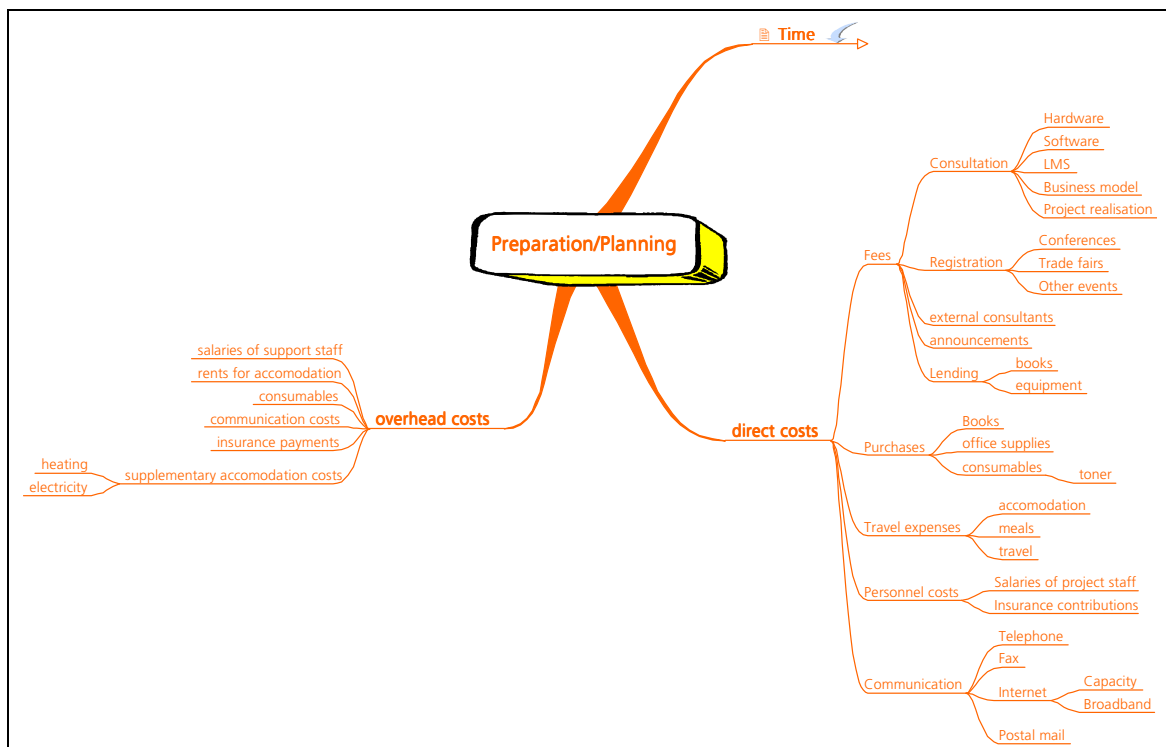 Time
Preparation/Planning
overhead costs
salaries of support staff
rents for accomodation
consumables
communication costs
insurance payments
supplementary accomodation costs
heating
electricity
direct costs
Fees
Consultation
Hardware
Software
LMS
Business model
Project realisation
Registration
Conferences
Trade fairs
Other events
external consultants
announcements
Lending
books
equipment
Purchases
Books
office supplies
consumables
toner
Travel expenses
accomodation
meals
travel
Personnel costs
Salaries of project staff
Insurance contributions
Communication
Telephone
Fax
Internet
Capacity
Broadband
Postal mail